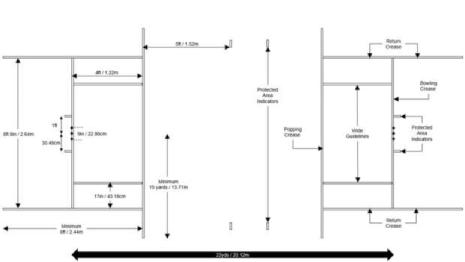 5ft / 1.52m
Return
Crease
4ft / 1.22m
Bowling
Crease
Protected
Area
Indicators
1ft
30.48cm
9in / 22.86cm
8ft 8in / 2.64m
Popping
Crease
Wide
Guidelines
Protected
Area
Indicators
Minimum
15 yards / 13.71m
17in / 43.18cm
Minimum
8ft / 2.44m
Return
Crease
22yds / 20.12m